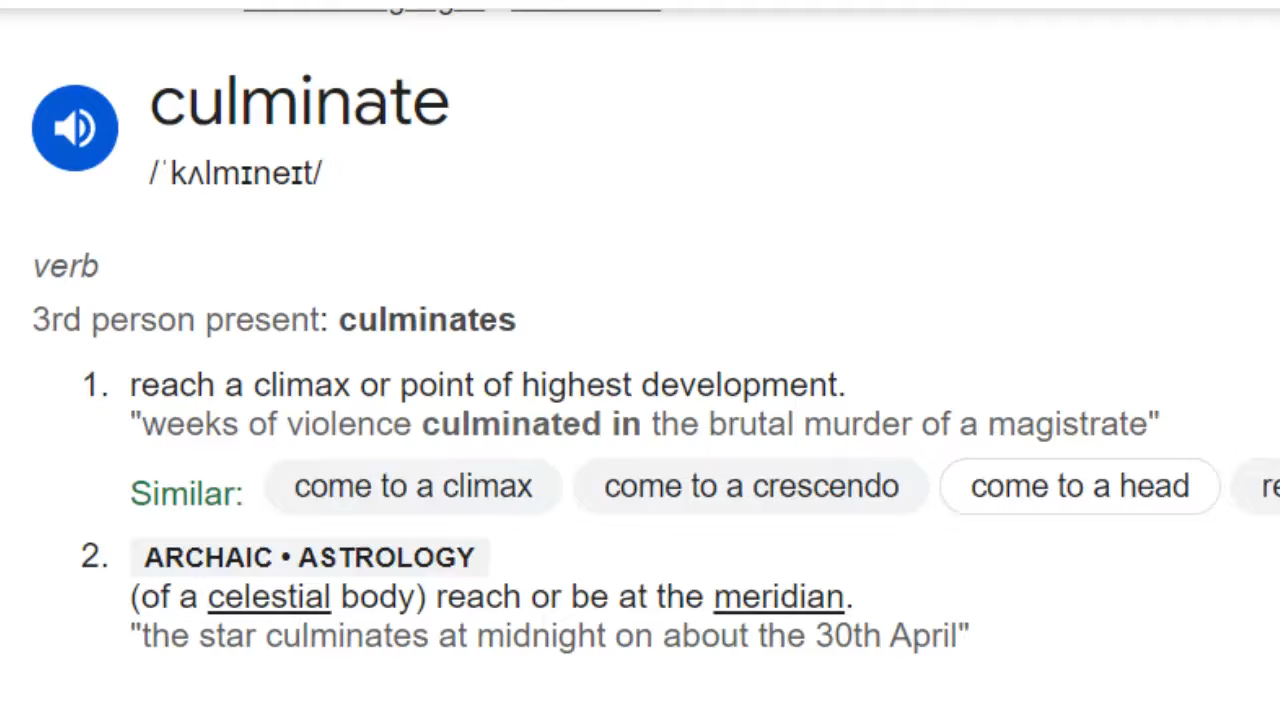 culminate
/ˈkʌlmɪneɪt/
verb
3rd person present: culminates
1. reach a climax or point of highest development.
"weeks of violence culminated in the brutal murder of a magistrate"
Similar: come to a climax come to a crescendo come to a head
2. ARCHAIC • ASTROLOGY
(of a celestial body) reach or be at the meridian.
"the star culminates at midnight on about the 30th April"